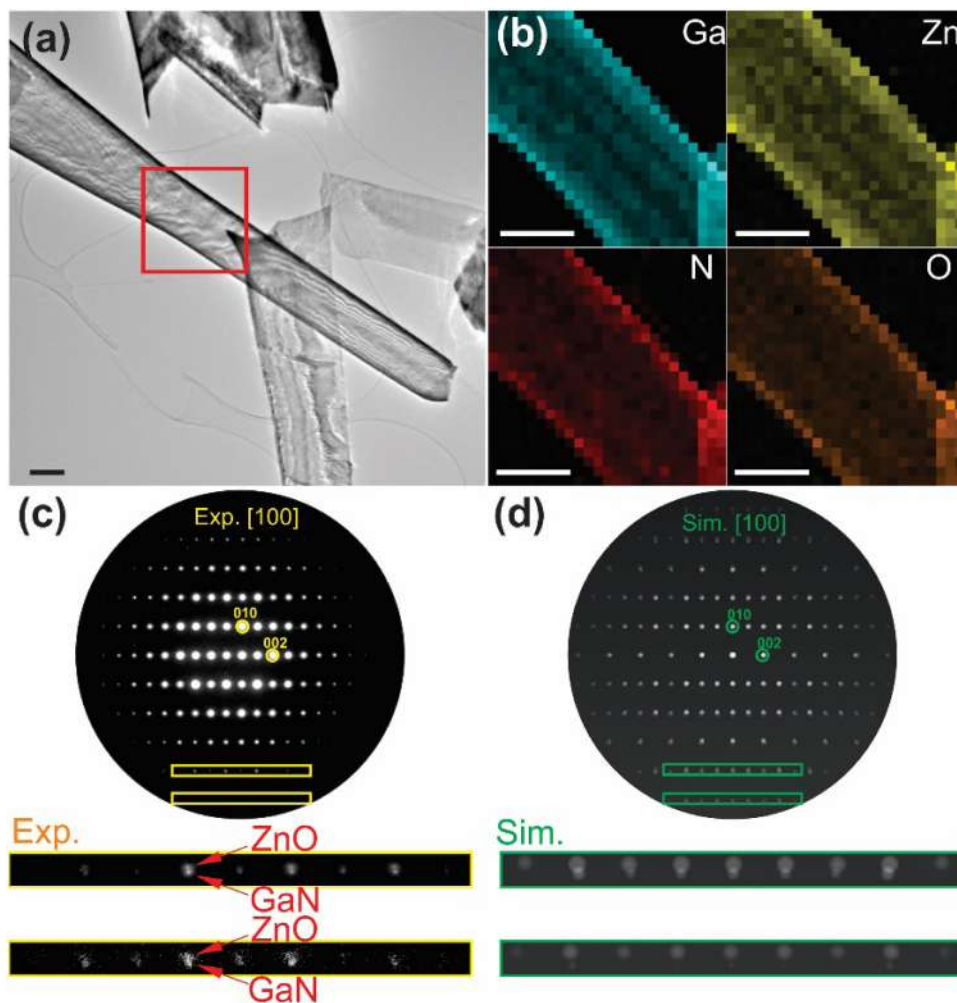 (a)
(b)
Ga
Zn
N
O
(c)
Exp. [100]
010
002
(d)
Sim. [100]
010
002
Exp.
ZnO
GaN
ZnO
GaN
Sim.